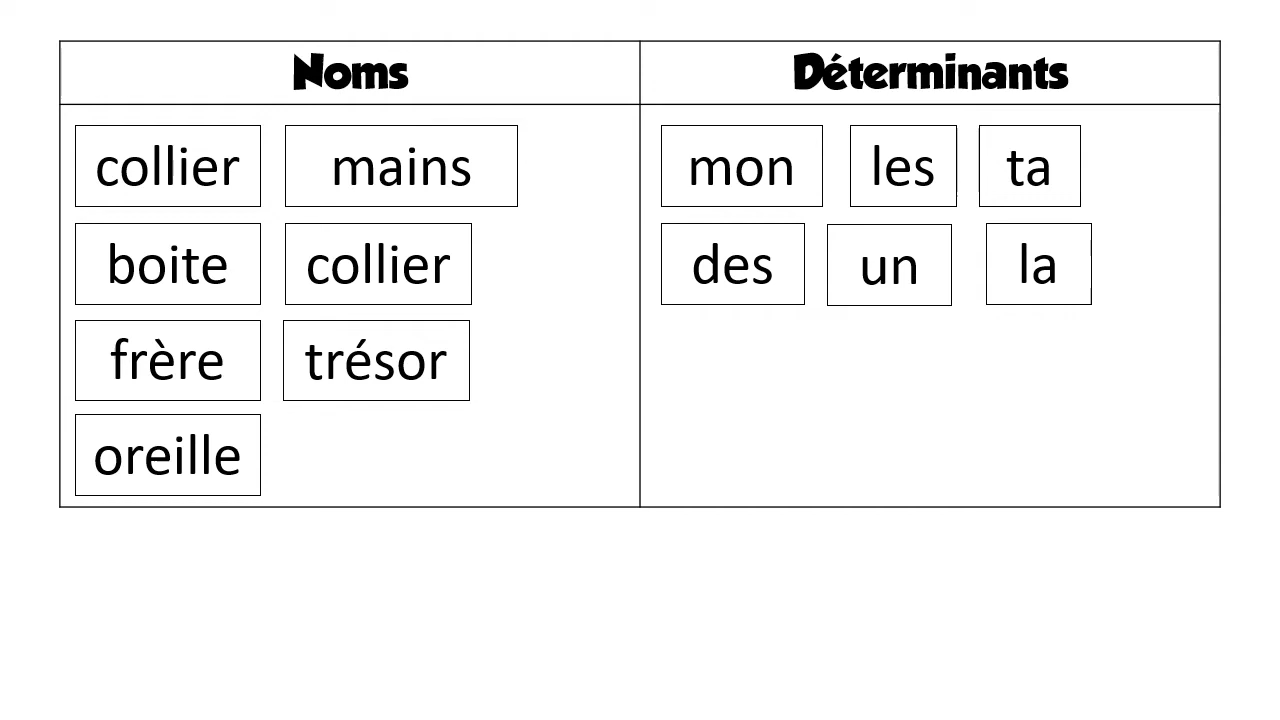 Noms Déterminants
collier mains mon les ta
boite collier des un la
frère trésor
oreille